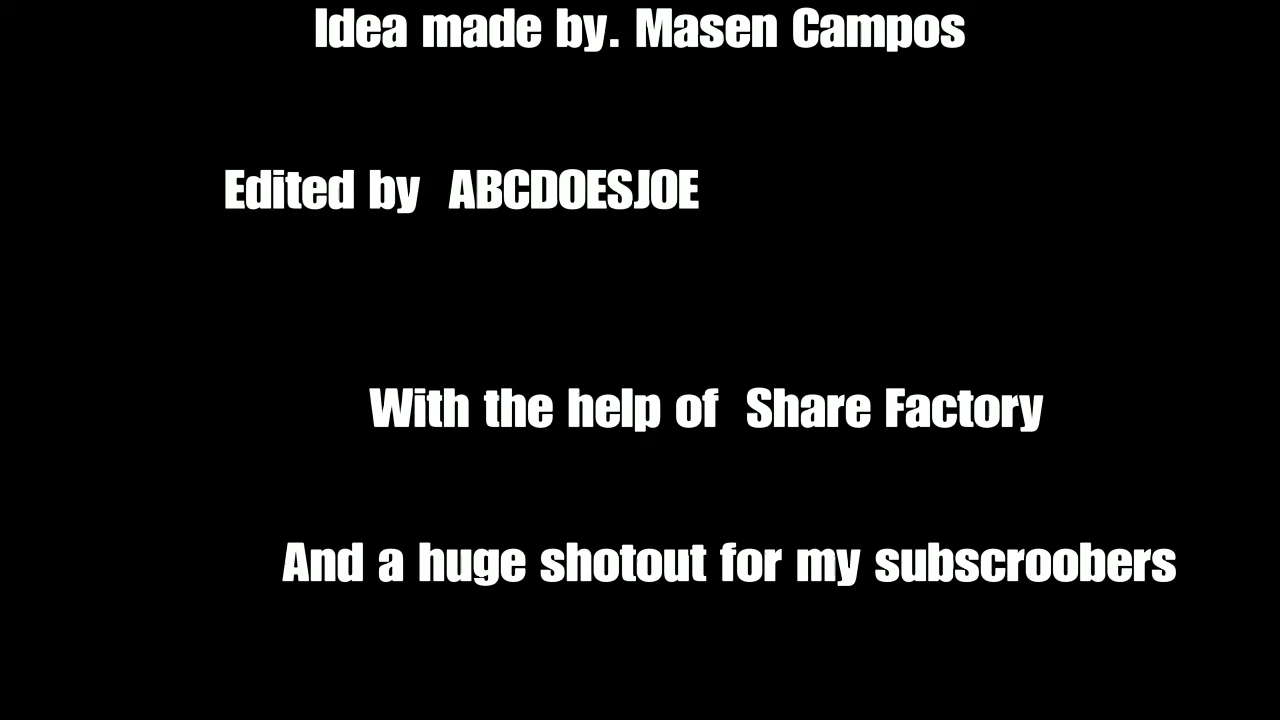 Idea made by. Masen Campos
Edited by ABCDOESJOE
With the help of Share Factory
And a huge shotout for my subscroobers